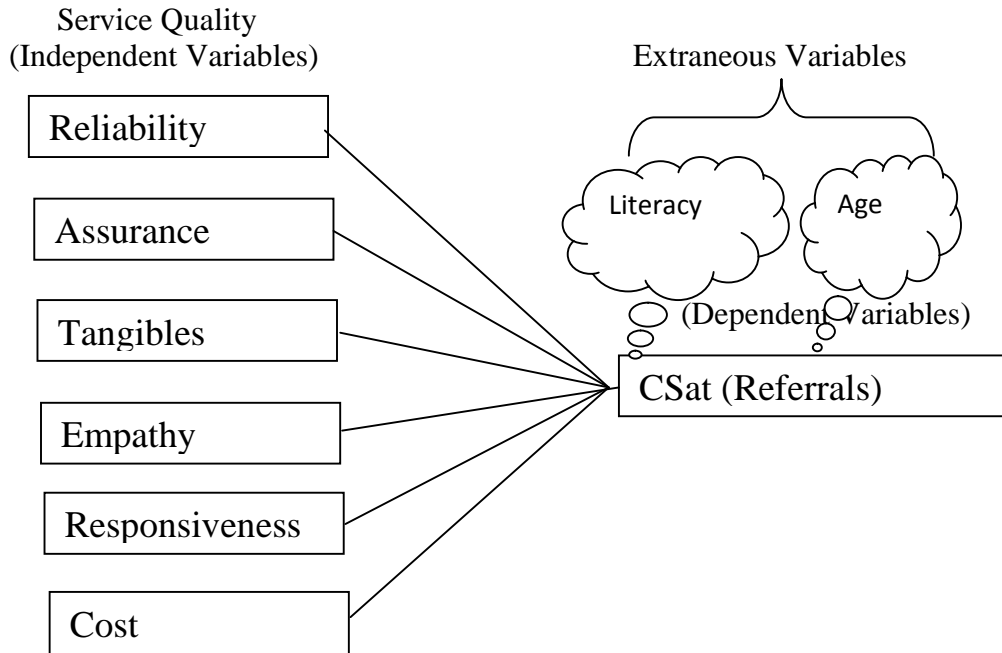 Service Quality
(Independent Variables)
Extraneous Variables
Reliability
Literacy
Age
Assurance
Tangibles
(Dependent Variables)
CSat (Referrals)
Empathy
Responsiveness
Cost